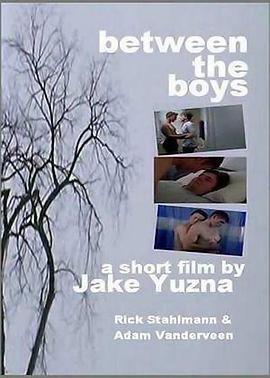 between
the
boys
a short film by
Jake Yuzna
Rick Stahlmann &
Adam Vanderveen